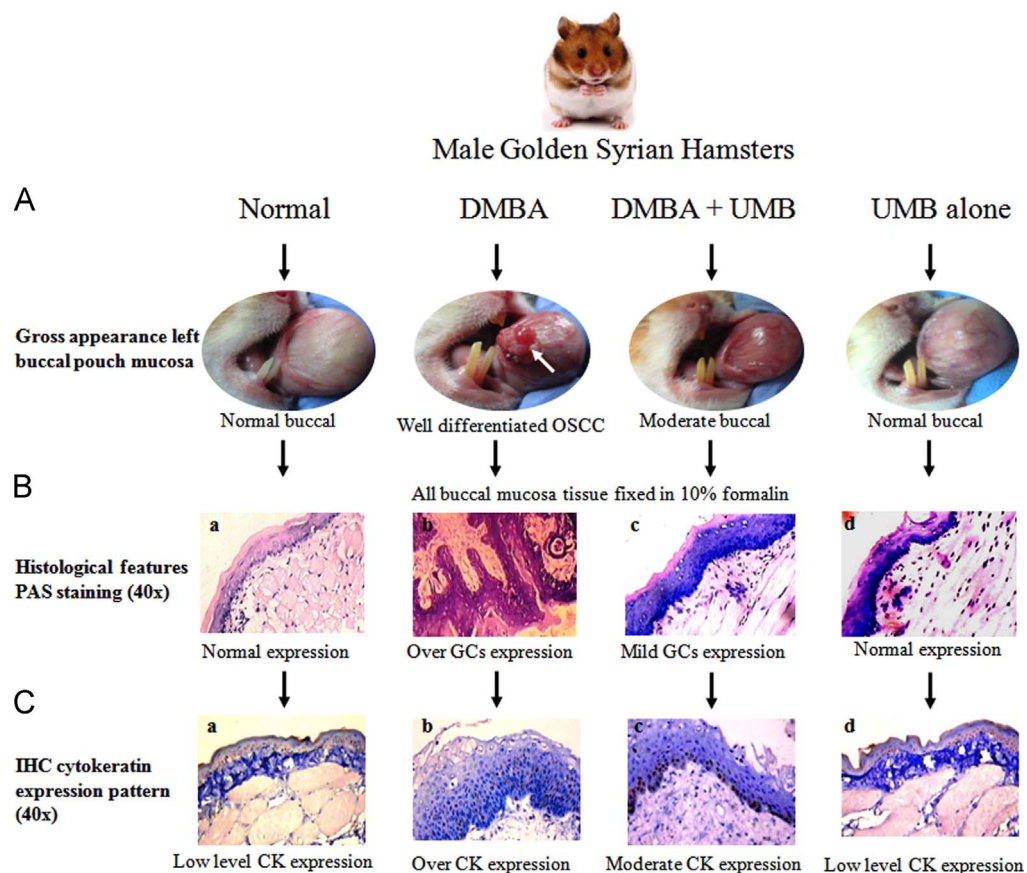 Male Golden Syrian Hamsters
A
Normal DMBA DMBA + UMB UMB alone
Gross appearance left
buccal pouch mucosa
Normal buccal Well differentiated OSCC Moderate buccal Normal buccal
B
All buccal mucosa tissue fixed in 10% formalin
a b c d
Histological features
PAS staining (40x)
Normal expression Over GCs expression Mild GCs expression Normal expression
C
a b c d
IHC cytokeratin
expression pattern
(40x)
Low level CK expression Over CK expression Moderate CK expression Low level CK expression